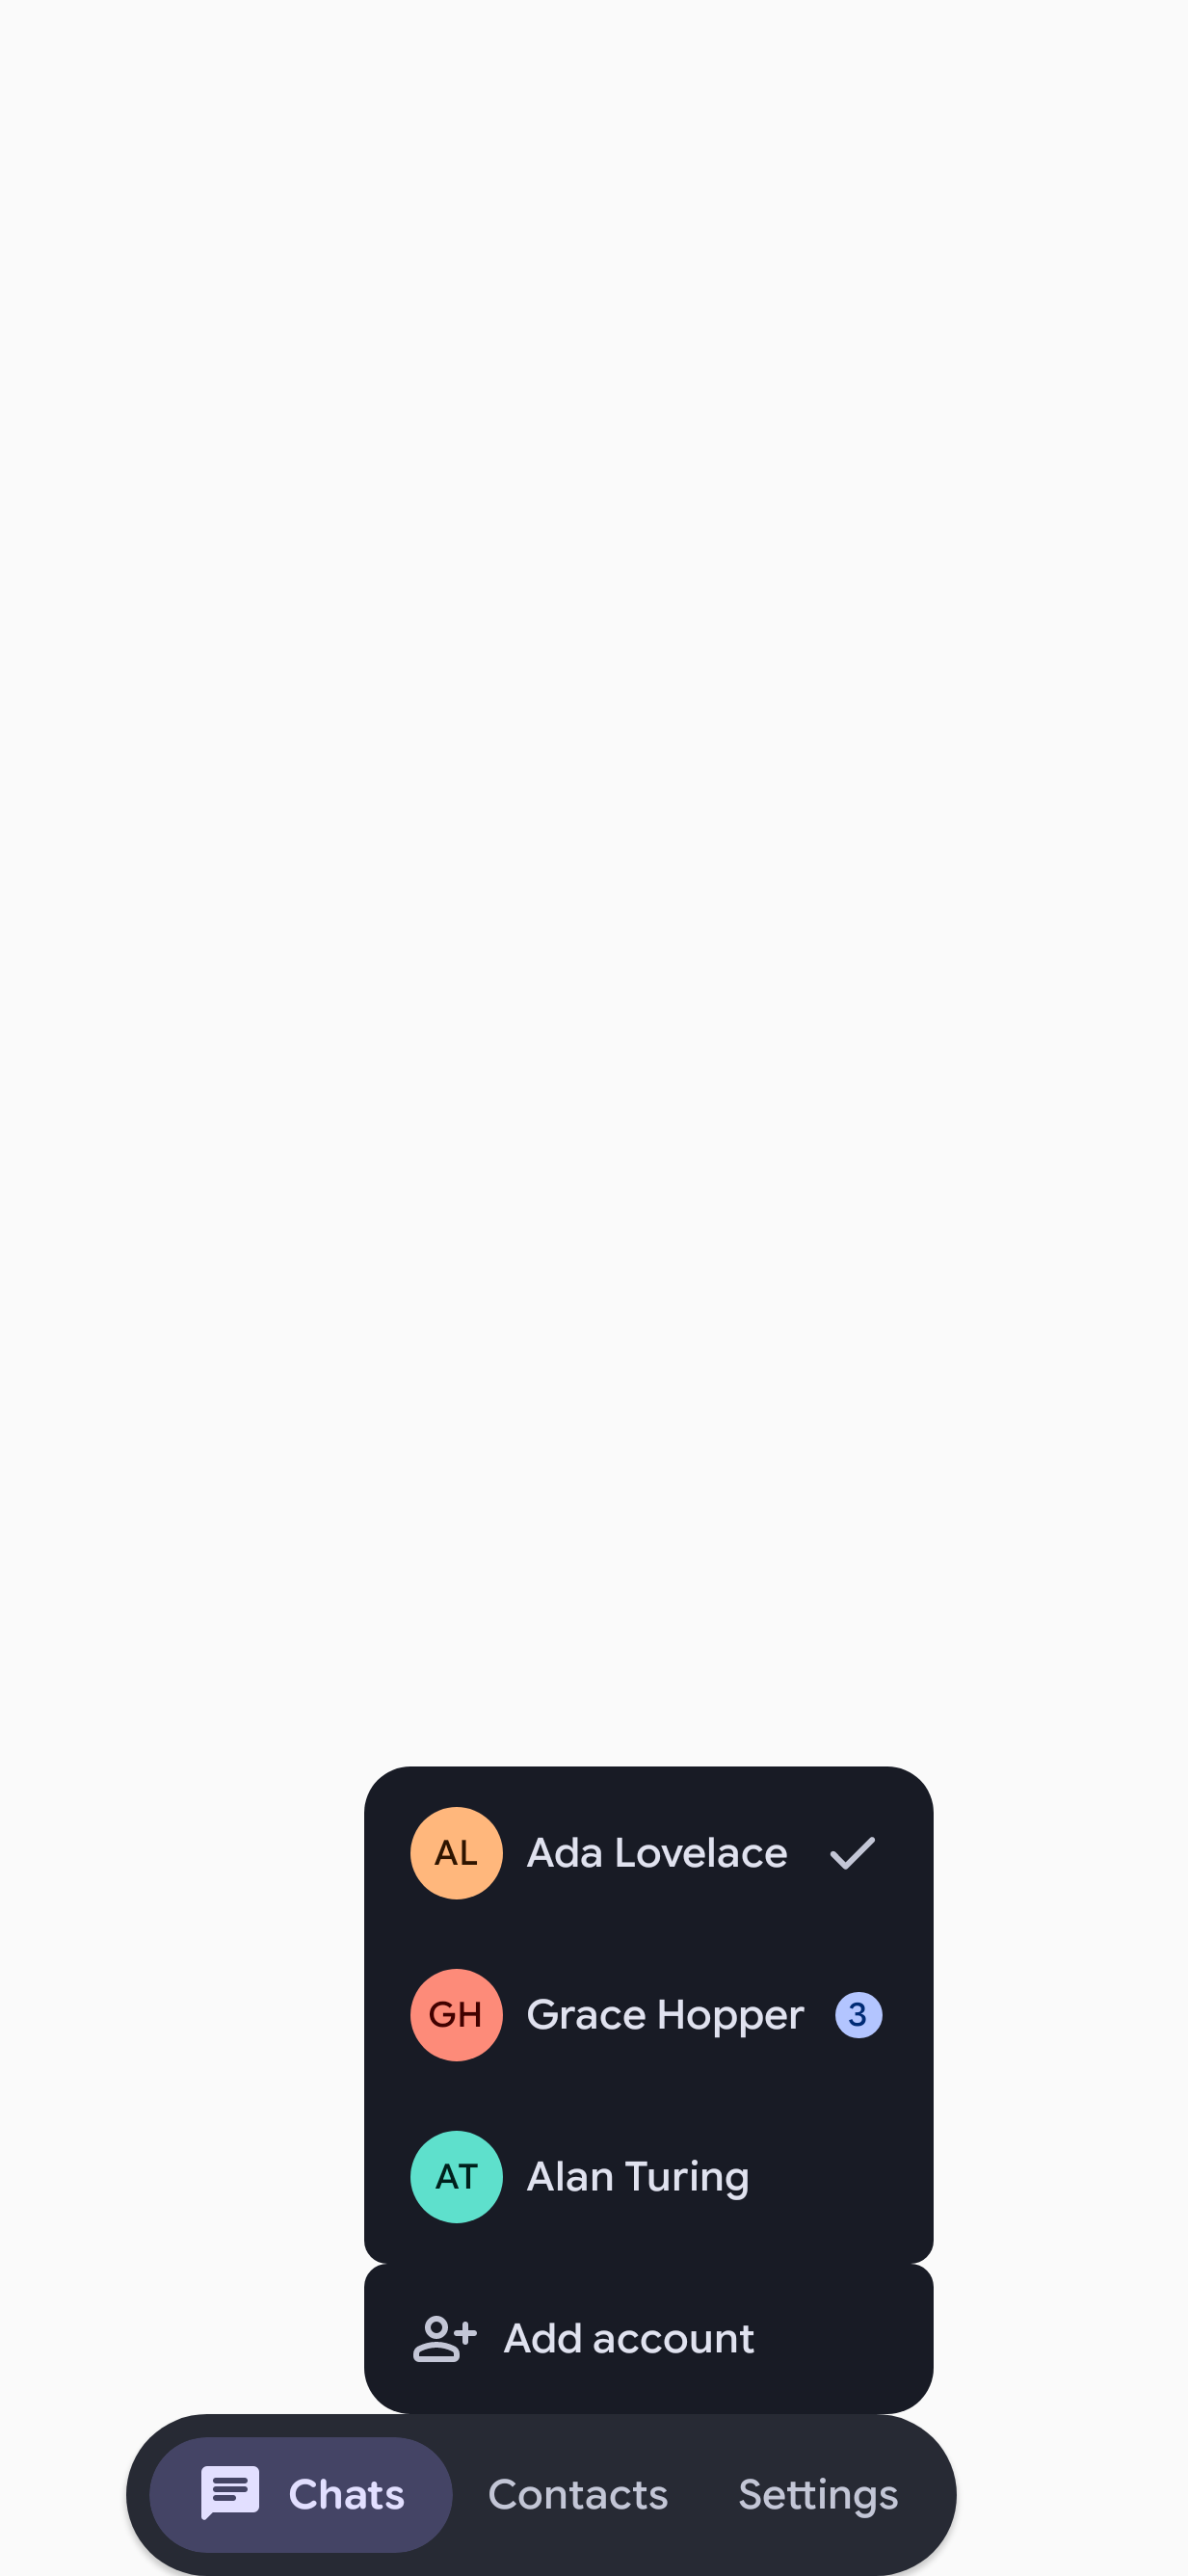 AL Ada Lovelace
GH Grace Hopper 3
AT Alan Turing
Add account
Chats Contacts Settings